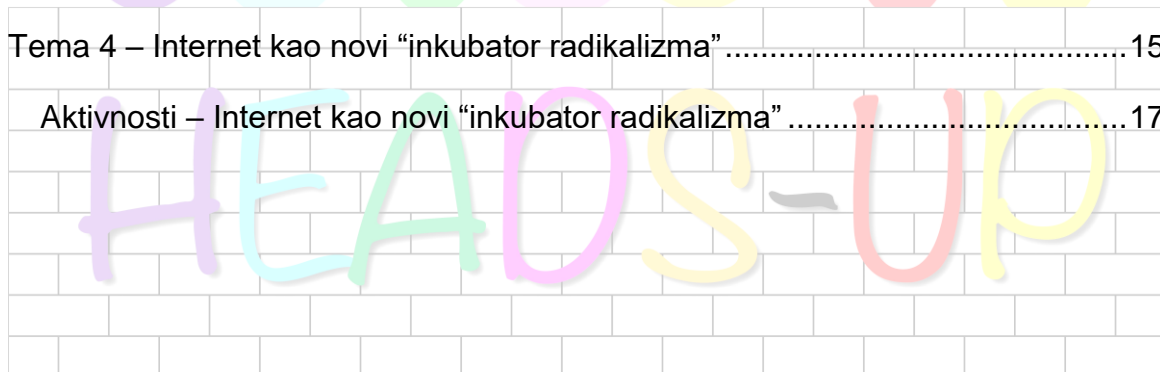 Tema 4 – Internet kao novi “inkubator radikalizma”............................................. 15
Aktivnosti – Internet kao novi “inkubator radikalizma” ...................................... 17
HEADS-UP